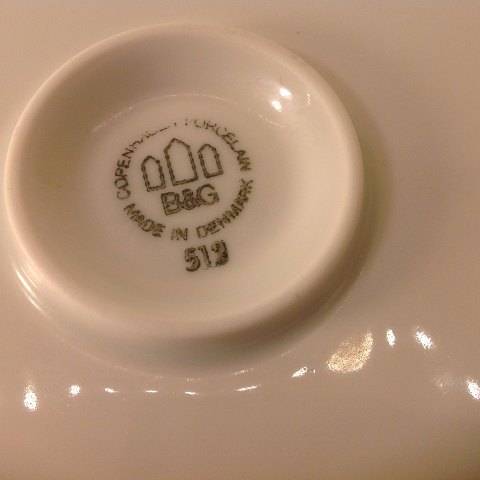 COPENHAGEN PORCELAIN
B&G
MADE IN DENMARK
512